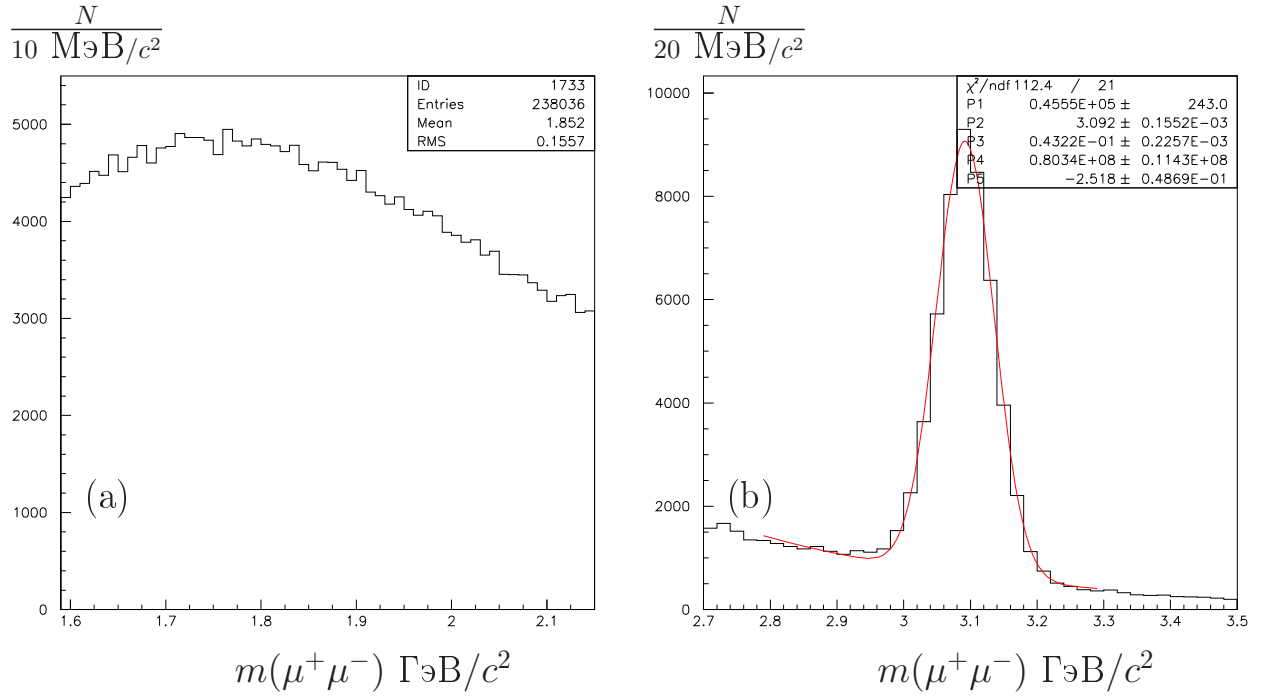 N
10 МэВ/c²
ID 1733
Entries 238036
Mean 1.852
RMS 0.1557
5000
4000
3000
2000
1000
0
(a)
1.6 1.7 1.8 1.9 2 2.1
m(μ⁺μ⁻) ГэВ/c²
N
20 МэВ/c²
χ²/ndf 112.4 / 21
P1 0.4555E+05 ± 243.0
P2 3.092 ± 0.1552E-03
P3 0.4322E-01 ± 0.2257E-03
P4 0.8034E+08 ± 0.1143E+08
P5 -2.518 ± 0.4869E-01
10000
8000
6000
4000
2000
0
(b)
2.7 2.8 2.9 3 3.1 3.2 3.3 3.4 3.5
m(μ⁺μ⁻) ГэВ/c²